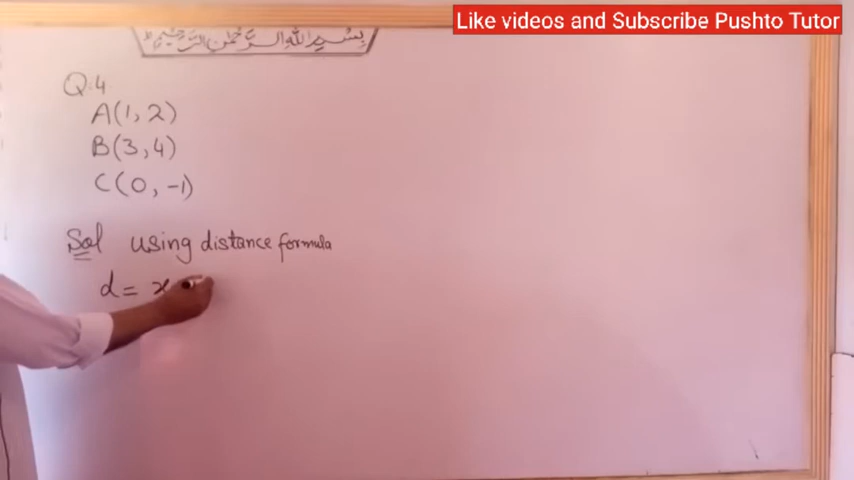 Like videos and Subscribe Pushto Tutor
بسم الله الرحمن الرحيم
Q:4
A(1, 2)
B(3, 4)
C(0, -1)
Sol using distance formula
d = x